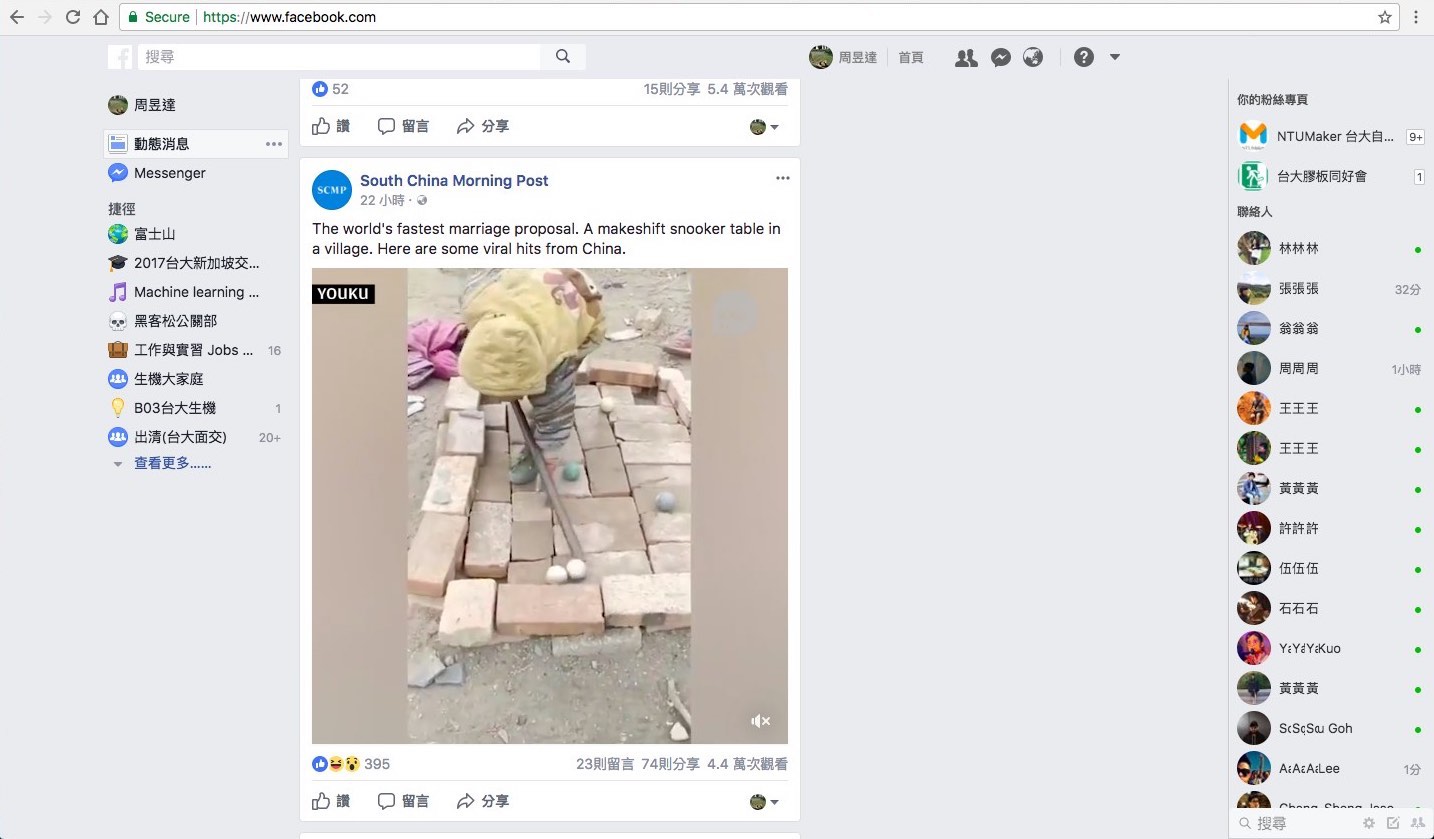 Secure https://www.facebook.com
搜尋
周昱達 首頁
周昱達
動態消息
Messenger
捷徑
富士山
2017台大新加坡交...
Machine learning ...
黑客松公關部
工作與實習 Jobs ... 16
生機大家庭
B03台大生機 1
出清(台大面交) 20+
查看更多......
52 15則分享 5.4 萬次觀看
讚 留言 分享
SCMP
South China Morning Post
22 小時
The world's fastest marriage proposal. A makeshift snooker table in
a village. Here are some viral hits from China.
YOUKU
395 23則留言 74則分享 4.4 萬次觀看
讚 留言 分享
你的粉絲專頁
NTUMaker 台大自... 9+
台大膠板同好會 1
聯絡人
林林林
張張張 32分
翁翁翁
周周周 1小時
王王王
王王王
黃黃黃
許許許
伍伍伍
石石石
Kuo
黃黃黃
Goh
Lee 1分
搜尋